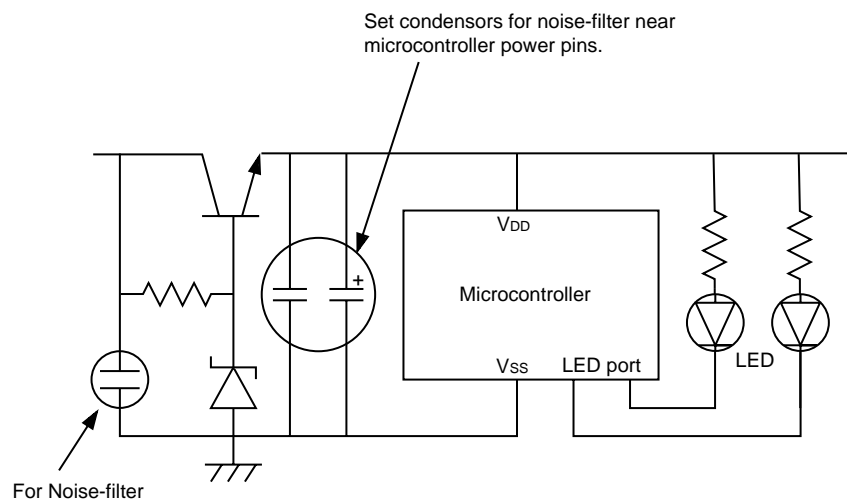 Set condensors for noise-filter near
microcontroller power pins.
VDD
+
Microcontroller
VSS
LED port
LED
For Noise-filter